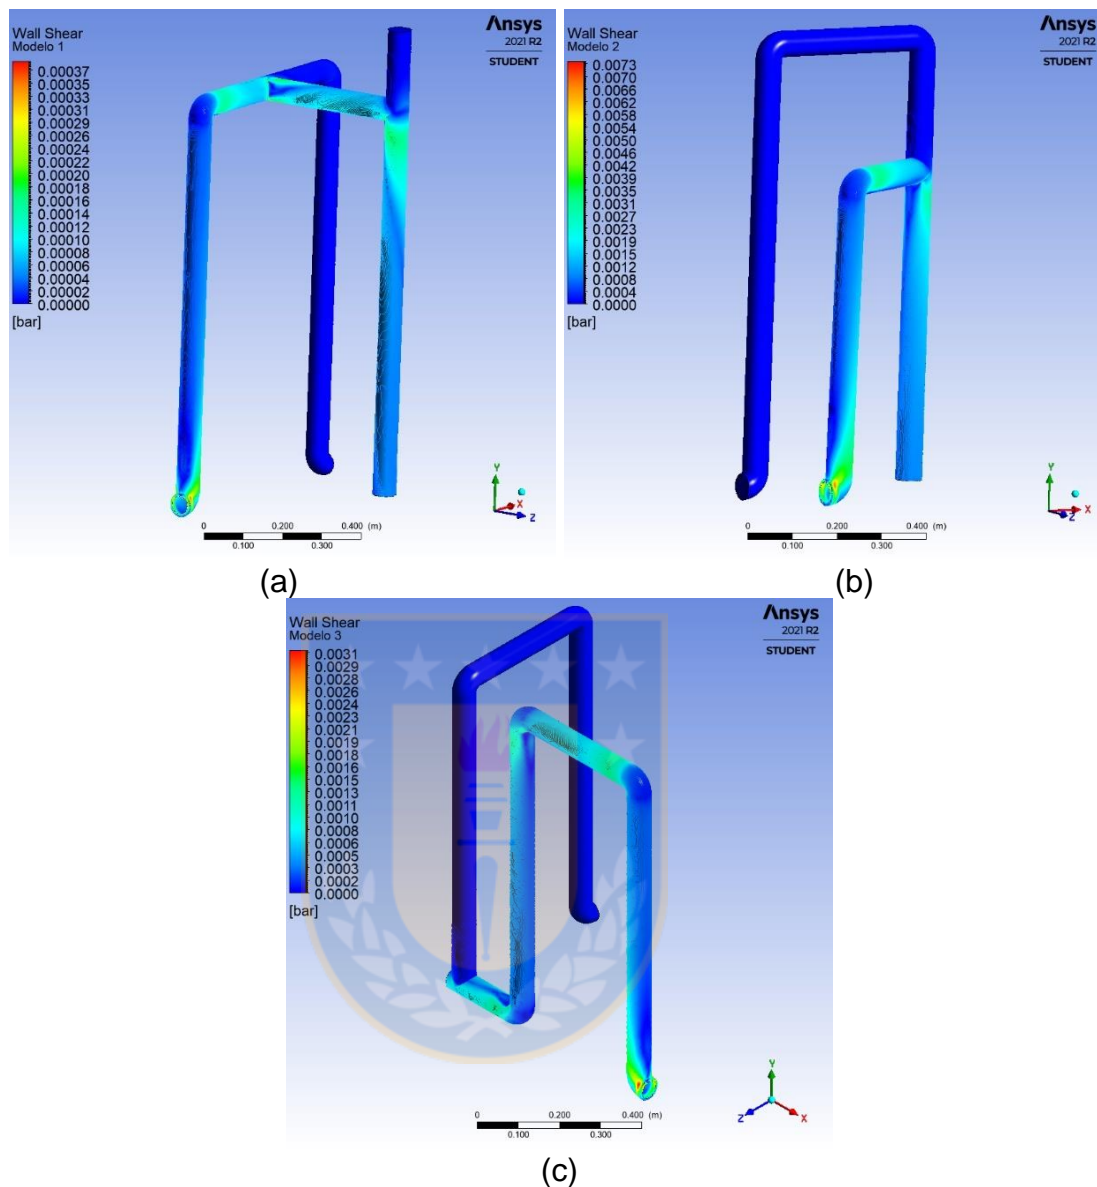 Wall Shear
Modelo 1
0.00037
0.00035
0.00033
0.00031
0.00029
0.00026
0.00024
0.00022
0.00020
0.00018
0.00016
0.00014
0.00012
0.00010
0.00008
0.00006
0.00004
0.00002
0.00000
[bar]
Ansys
2021 R2
STUDENT
Y
X
Z
0 0.200 0.400 (m)
0.100 0.300
(a)
Wall Shear
Modelo 2
0.0073
0.0070
0.0066
0.0062
0.0058
0.0054
0.0050
0.0046
0.0042
0.0039
0.0035
0.0031
0.0027
0.0023
0.0019
0.0015
0.0012
0.0008
0.0004
0.0000
[bar]
Ansys
2021 R2
STUDENT
Y
X
Z
0 0.200 0.400 (m)
0.100 0.300
(b)
Wall Shear
Modelo 3
0.0031
0.0029
0.0028
0.0026
0.0024
0.0023
0.0021
0.0019
0.0018
0.0016
0.0015
0.0013
0.0011
0.0010
0.0008
0.0006
0.0005
0.0003
0.0002
0.0000
[bar]
Ansys
2021 R2
STUDENT
Y
Z X
0 0.200 0.400 (m)
0.100 0.300
(c)